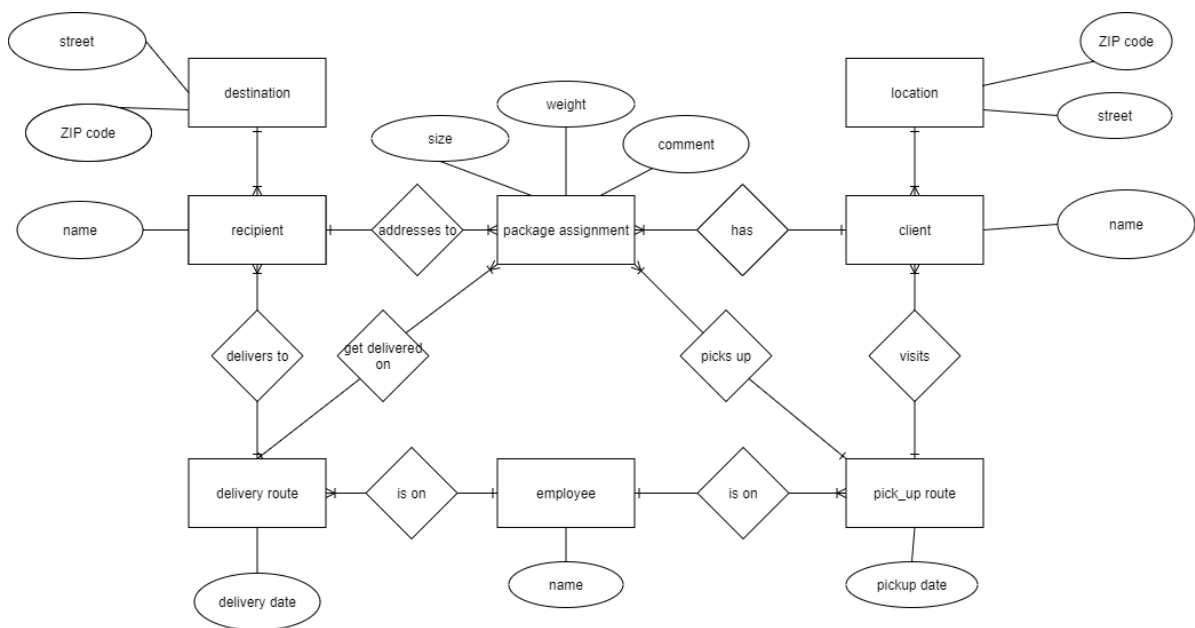 street
ZIP code
destination
location
weight
street
size
ZIP code
comment
name
recipient
addresses to
package assignment
has
client
name
delivers to
get delivered
on
picks up
visits
delivery route
is on
employee
is on
pick_up route
delivery date
name
pickup date